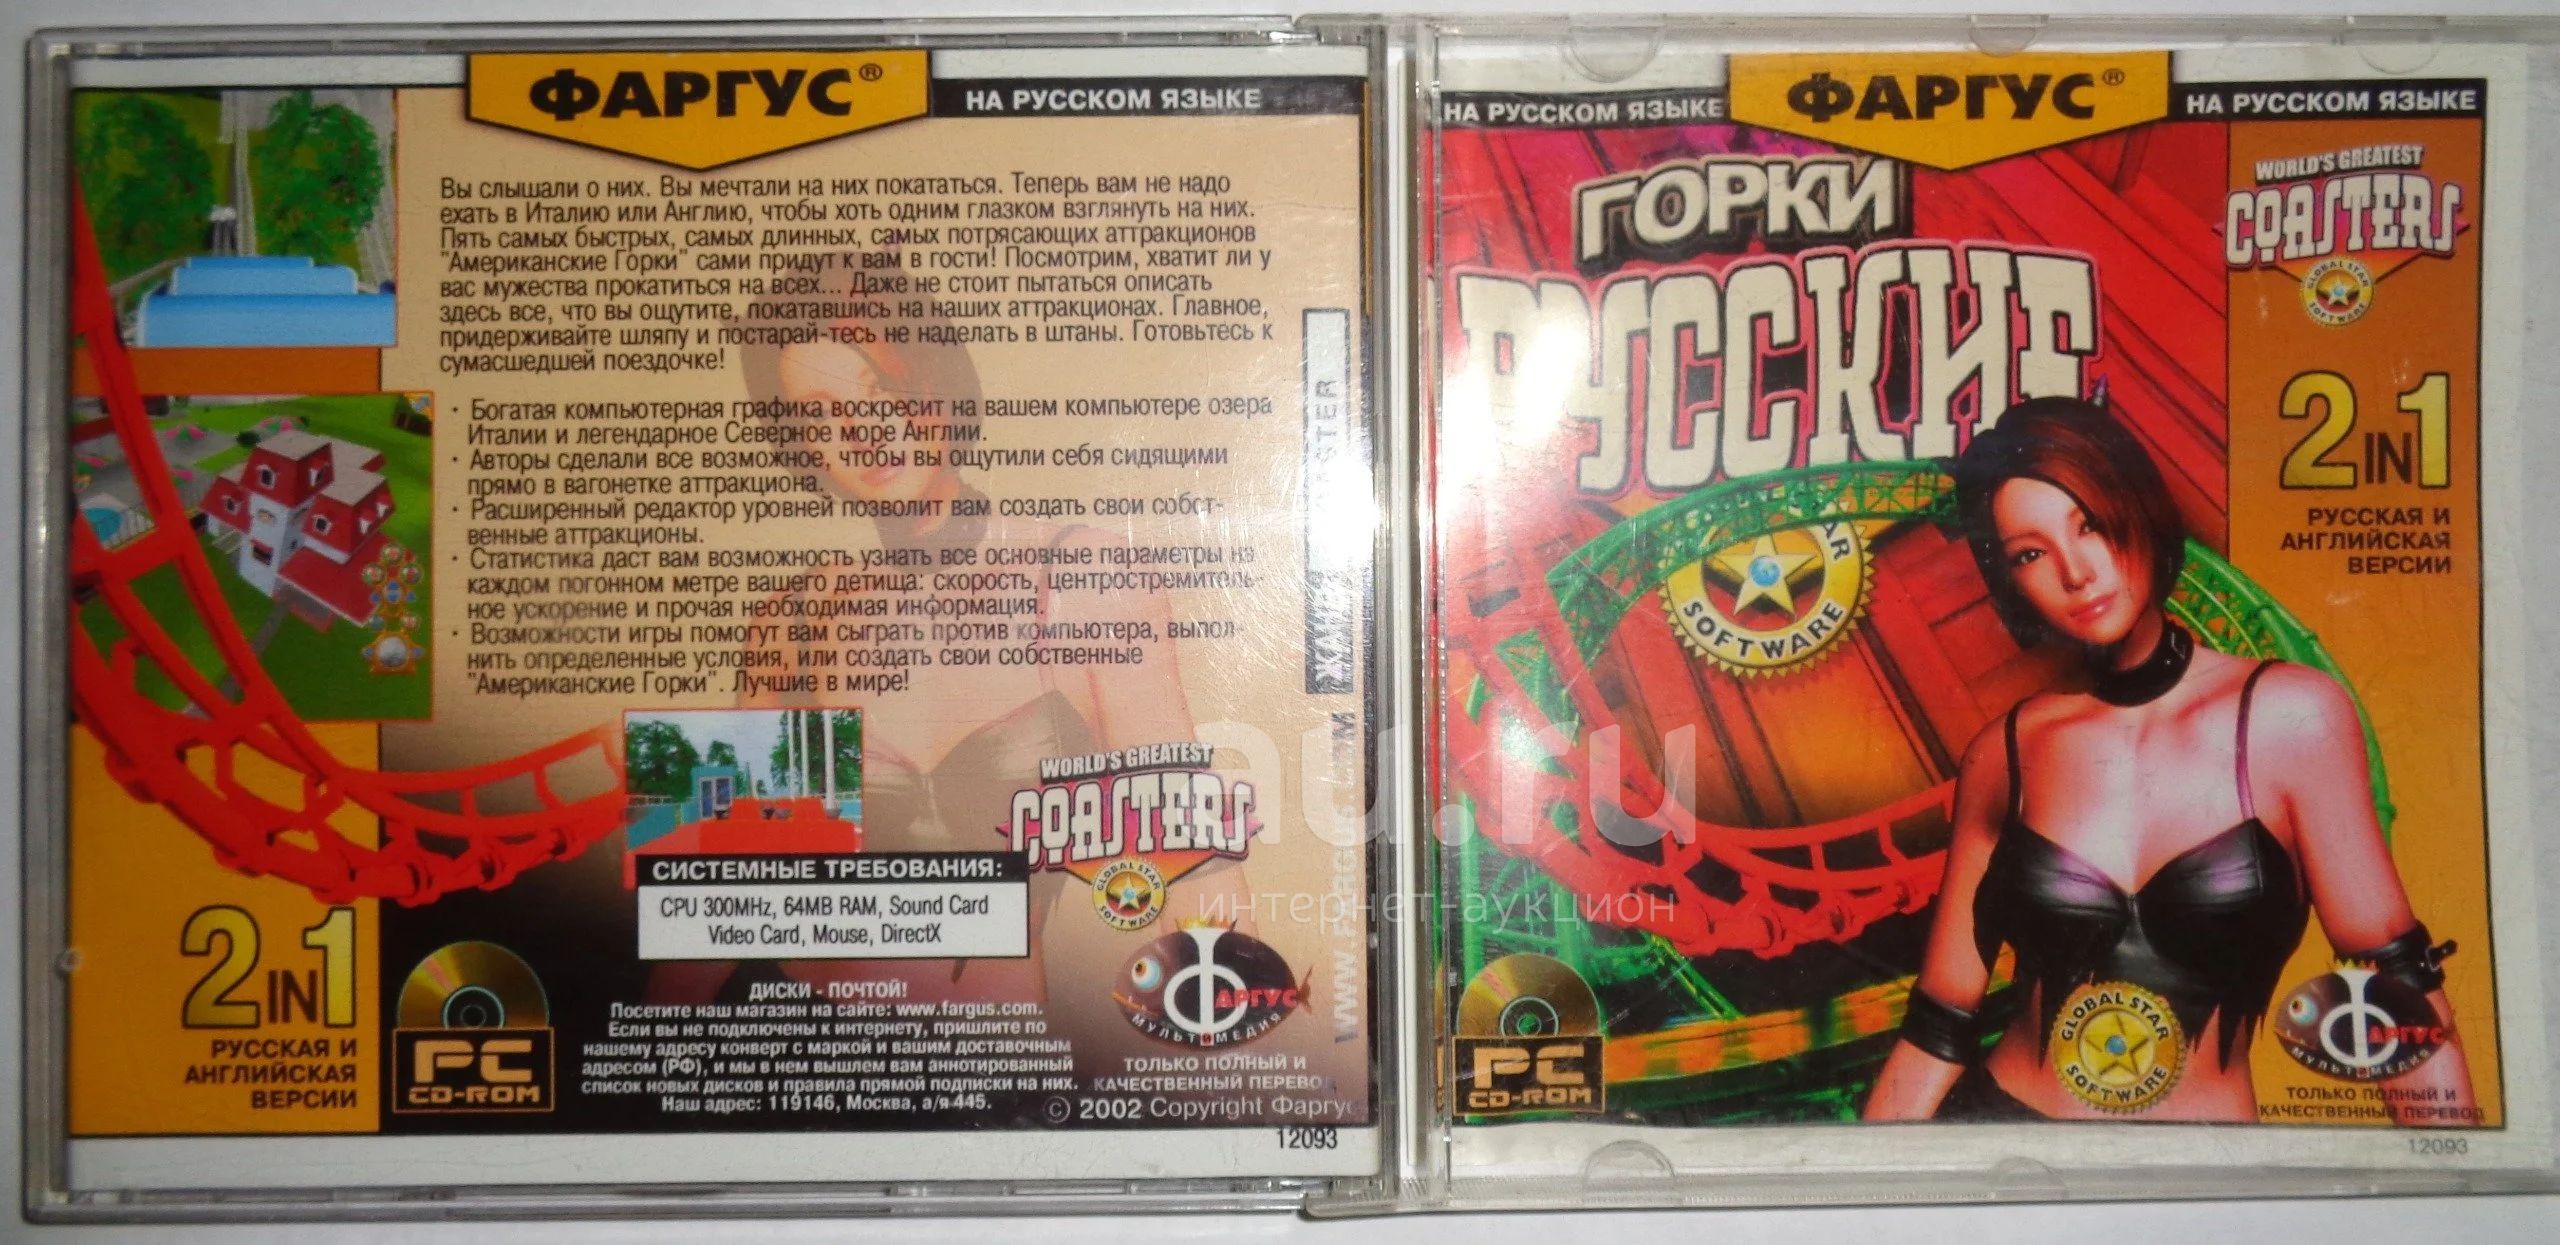 ФАРГУС®
НА РУССКОМ ЯЗЫКЕ
Вы слышали о них. Вы мечтали на них покататься. Теперь вам не надо
ехать в Италию или Англию, чтобы хоть одним глазком взглянуть на них.
Пять самых быстрых, самых длинных, самых потрясающих аттракционов
"Американские Горки" сами придут к вам в гости! Посмотрим, хватит ли у
вас мужества прокатиться на всех... Даже не стоит пытаться описать
здесь все, что вы ощутите, покатавшись на наших аттракционах. Главное,
придерживайте шляпу и постарай-тесь не наделать в штаны. Готовьтесь к
сумасшедшей поездочке!
· Богатая компьютерная графика воскресит на вашем компьютере озера
Италии и легендарное Северное море Англии.
· Авторы сделали все возможное, чтобы вы ощутили себя сидящими
прямо в вагонетке аттракциона.
· Расширенный редактор уровней позволит вам создать свои собст-
венные аттракционы.
· Статистика даст вам возможность узнать все основные параметры на
каждом погонном метре вашего детища: скорость, центростремитель-
ное ускорение и прочая необходимая информация.
· Возможности игры помогут вам сыграть против компьютера, выпол-
нить определенные условия, или создать свои собственные
"Американские Горки". Лучшие в мире!
WORLD'S GREATEST
COASTERS
GLOBAL STAR
SOFTWARE
СИСТЕМНЫЕ ТРЕБОВАНИЯ:
CPU 300MHz, 64MB RAM, Sound Card
Video Card, Mouse, DirectX
2 IN 1
РУССКАЯ И
АНГЛИЙСКАЯ
ВЕРСИИ
PC
CD-ROM
ДИСКИ - ПОЧТОЙ!
Посетите наш магазин на сайте: www.fargus.com.
Если вы не подключены к интернету, пришлите по
нашему адресу конверт с маркой и вашим доставочным
адресом (РФ), и мы в нем вышлем вам аннотированный
список новых дисков и правила прямой подписки на них.
Наш адрес: 119146, Москва, а/я 445.
ФАРГУС
МУЛЬТИМЕДИЯ
ТОЛЬКО ПОЛНЫЙ И
КАЧЕСТВЕННЫЙ ПЕРЕВОД
© 2002 Copyright Фаргус
12093
au.ru
интернет-аукцион
НА РУССКОМ ЯЗЫКЕ
ФАРГУС®
НА РУССКОМ ЯЗЫКЕ
ГОРКИ
РУССКИЕ
STAR
SOFTWARE
WORLD'S GREATEST
COASTERS
GLOBAL STAR
SOFTWARE
2 IN 1
РУССКАЯ И
АНГЛИЙСКАЯ
ВЕРСИИ
PC
CD-ROM
GLOBAL STAR
SOFTWARE
ФАРГУС
МУЛЬТИМЕДИЯ
ТОЛЬКО ПОЛНЫЙ И
КАЧЕСТВЕННЫЙ ПЕРЕВОД
12093